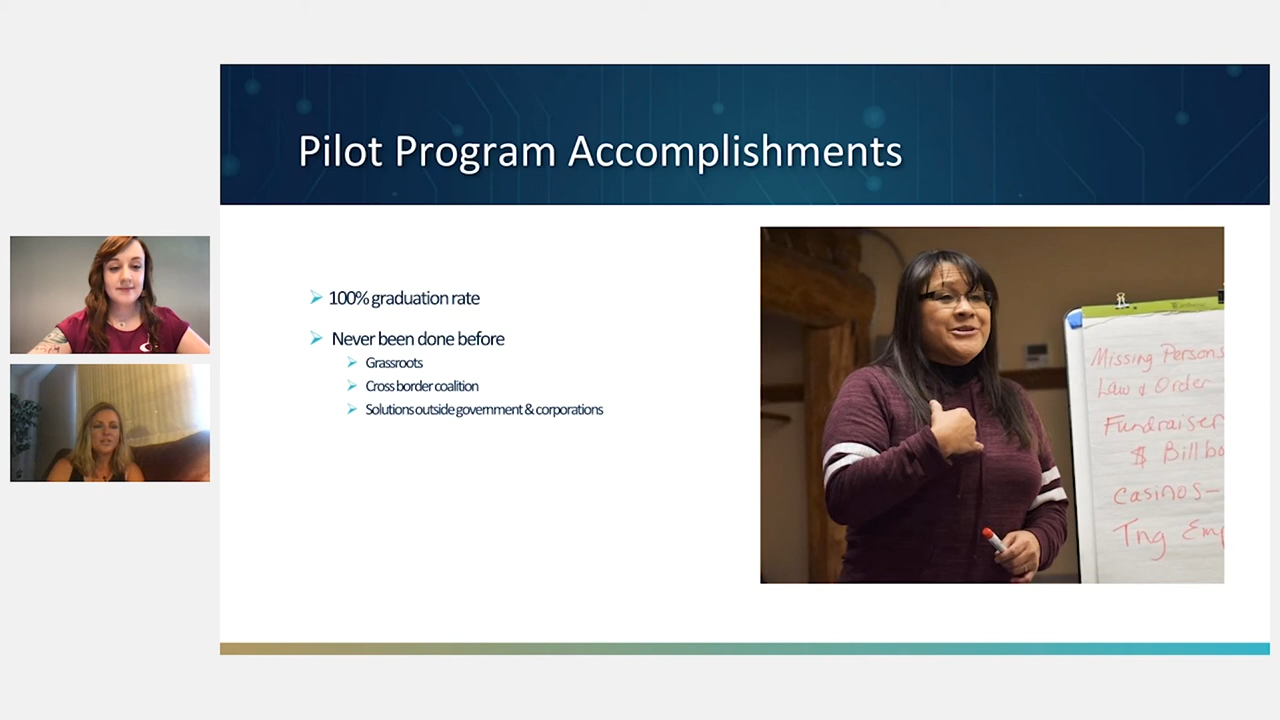 Pilot Program Accomplishments
100% graduation rate
Never been done before
Grassroots
Cross border coalition
Solutions outside government & corporations
Missing Persons
Law & Order
Fundraiser
$ Billbo
Casinos–
Tng Emp